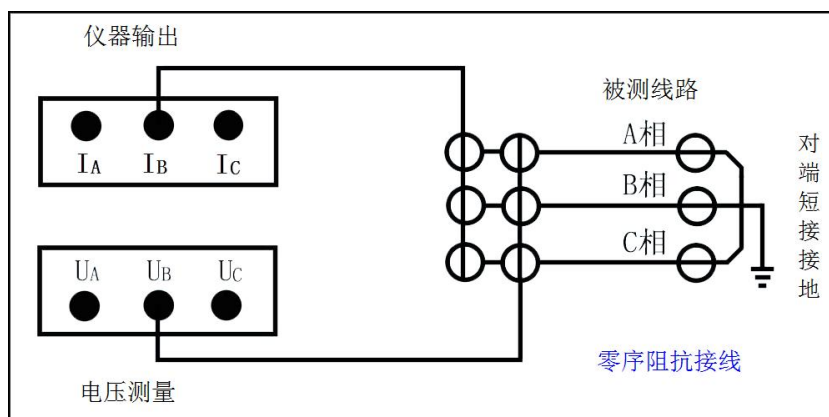 仪器输出
IA IB IC
UA UB UC
电压测量
被测线路
A相
B相
C相
对端短接接地
零序阻抗接线